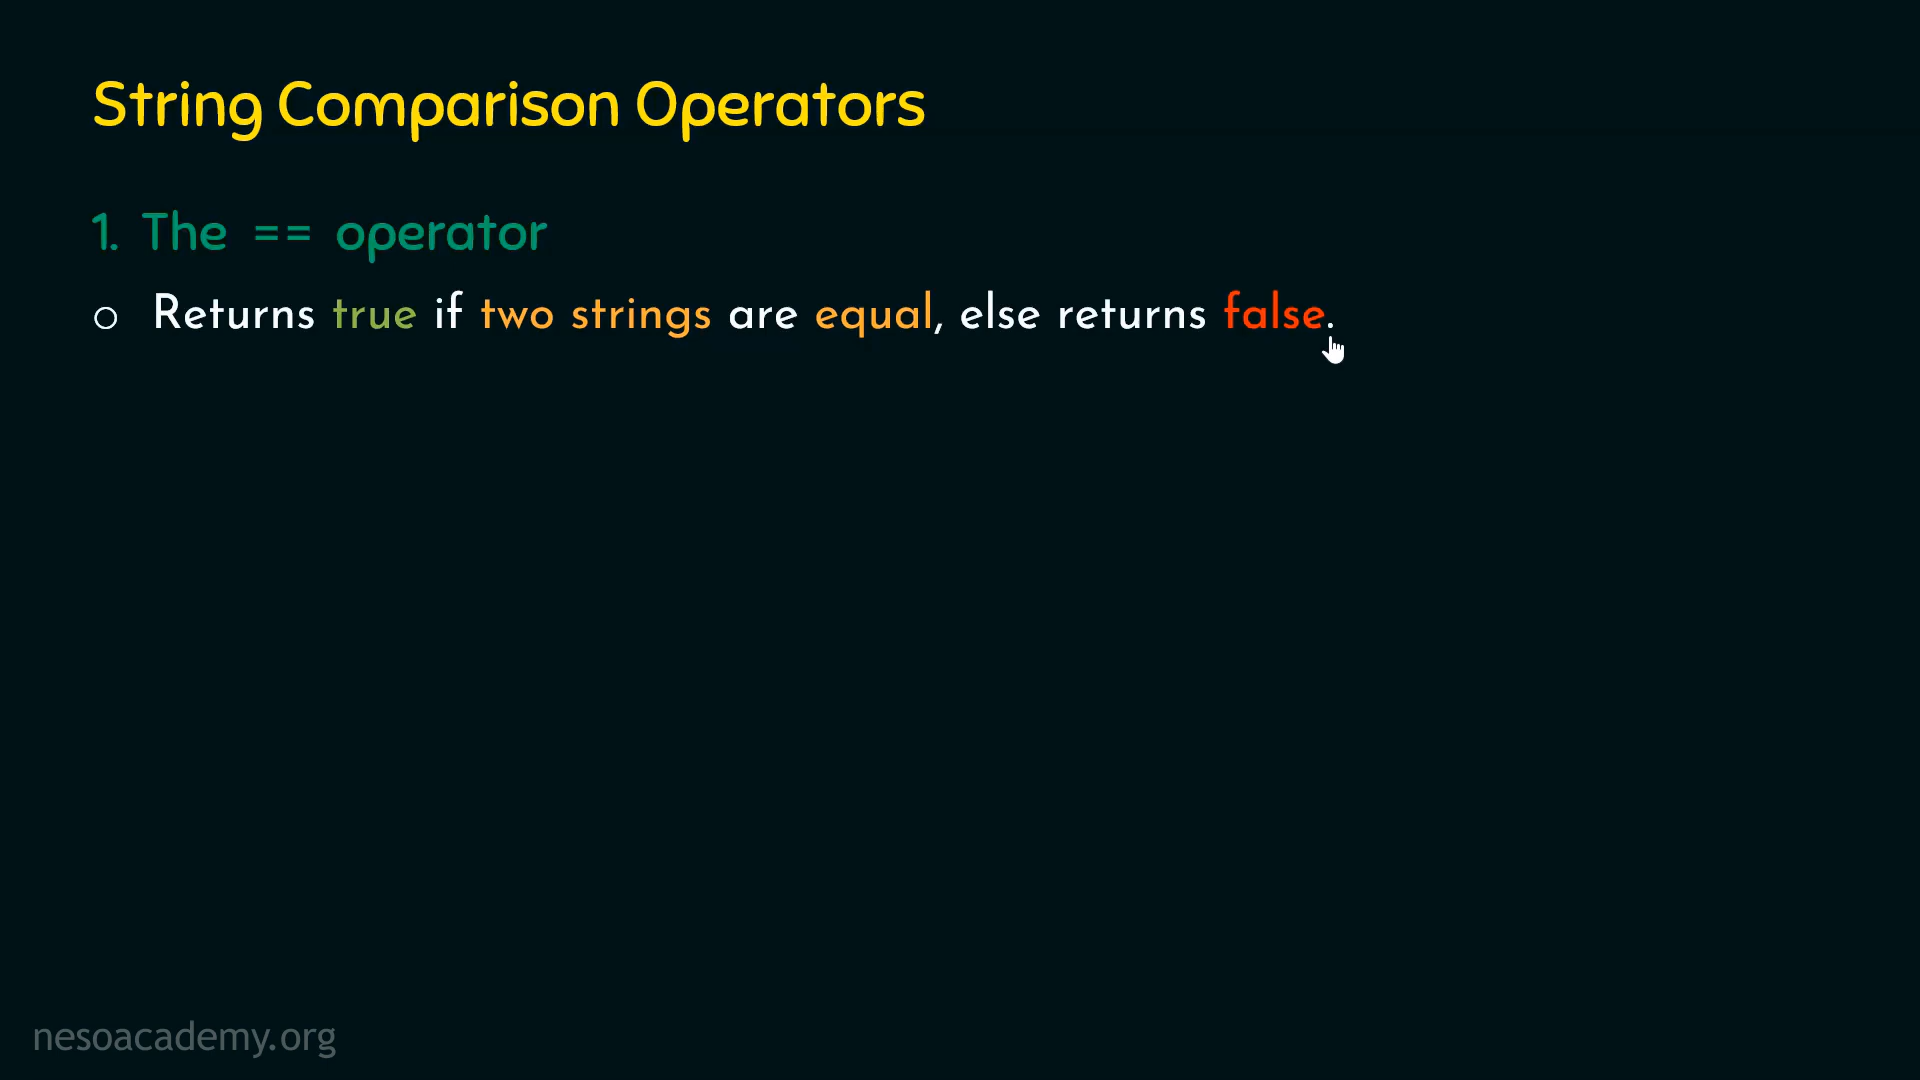 String Comparison Operators
1. The == operator
○ Returns true if two strings are equal, else returns false.
nesoacademy.org